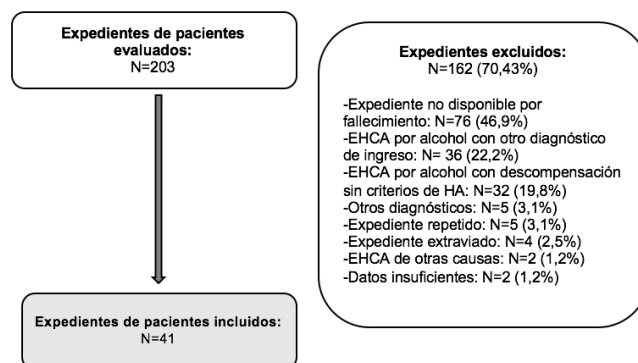 Expedientes de pacientes
evaluados:
N=203
Expedientes excluidos:
N=162 (70,43%)
-Expediente no disponible por
fallecimiento: N=76 (46,9%)
-EHCA por alcohol con otro diagnóstico
de ingreso: N= 36 (22,2%)
-EHCA por alcohol con descompensación
sin criterios de HA: N=32 (19,8%)
-Otros diagnósticos: N=5 (3,1%)
-Expediente repetido: N=5 (3,1%)
-Expediente extraviado: N=4 (2,5%)
-EHCA de otras causas: N=2 (1,2%)
-Datos insuficientes: N=2 (1,2%)
Expedientes de pacientes incluidos:
N=41